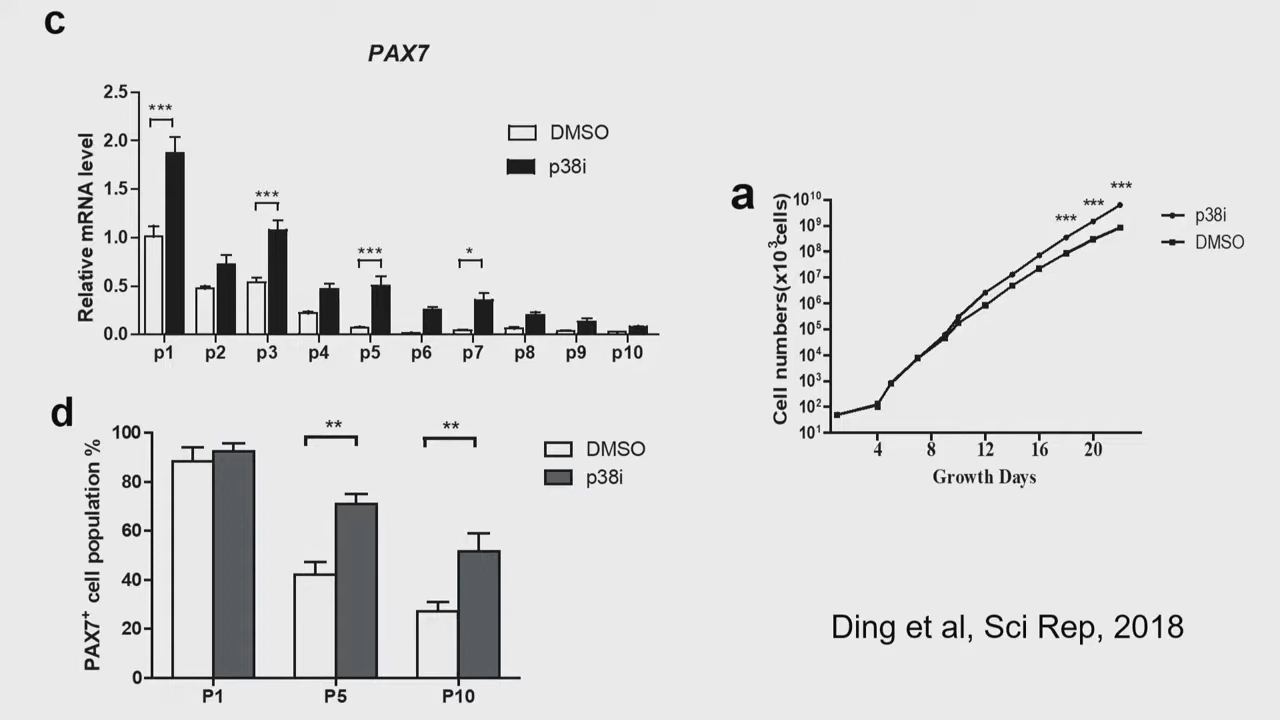 c
PAX7
Relative mRNA level
2.5
2.0
1.5
1.0
0.5
0.0
***
***
***
*
DMSO
p38i
p1 p2 p3 p4 p5 p6 p7 p8 p9 p10
a
Cell numbers(x10³cells)
10¹⁰
10⁹
10⁸
10⁷
10⁶
10⁵
10⁴
10³
10²
10¹
***
***
***
p38i
DMSO
4 8 12 16 20
Growth Days
d
PAX7⁺ cell population %
100
80
60
40
20
0
**
**
DMSO
p38i
P1 P5 P10
Ding et al, Sci Rep, 2018